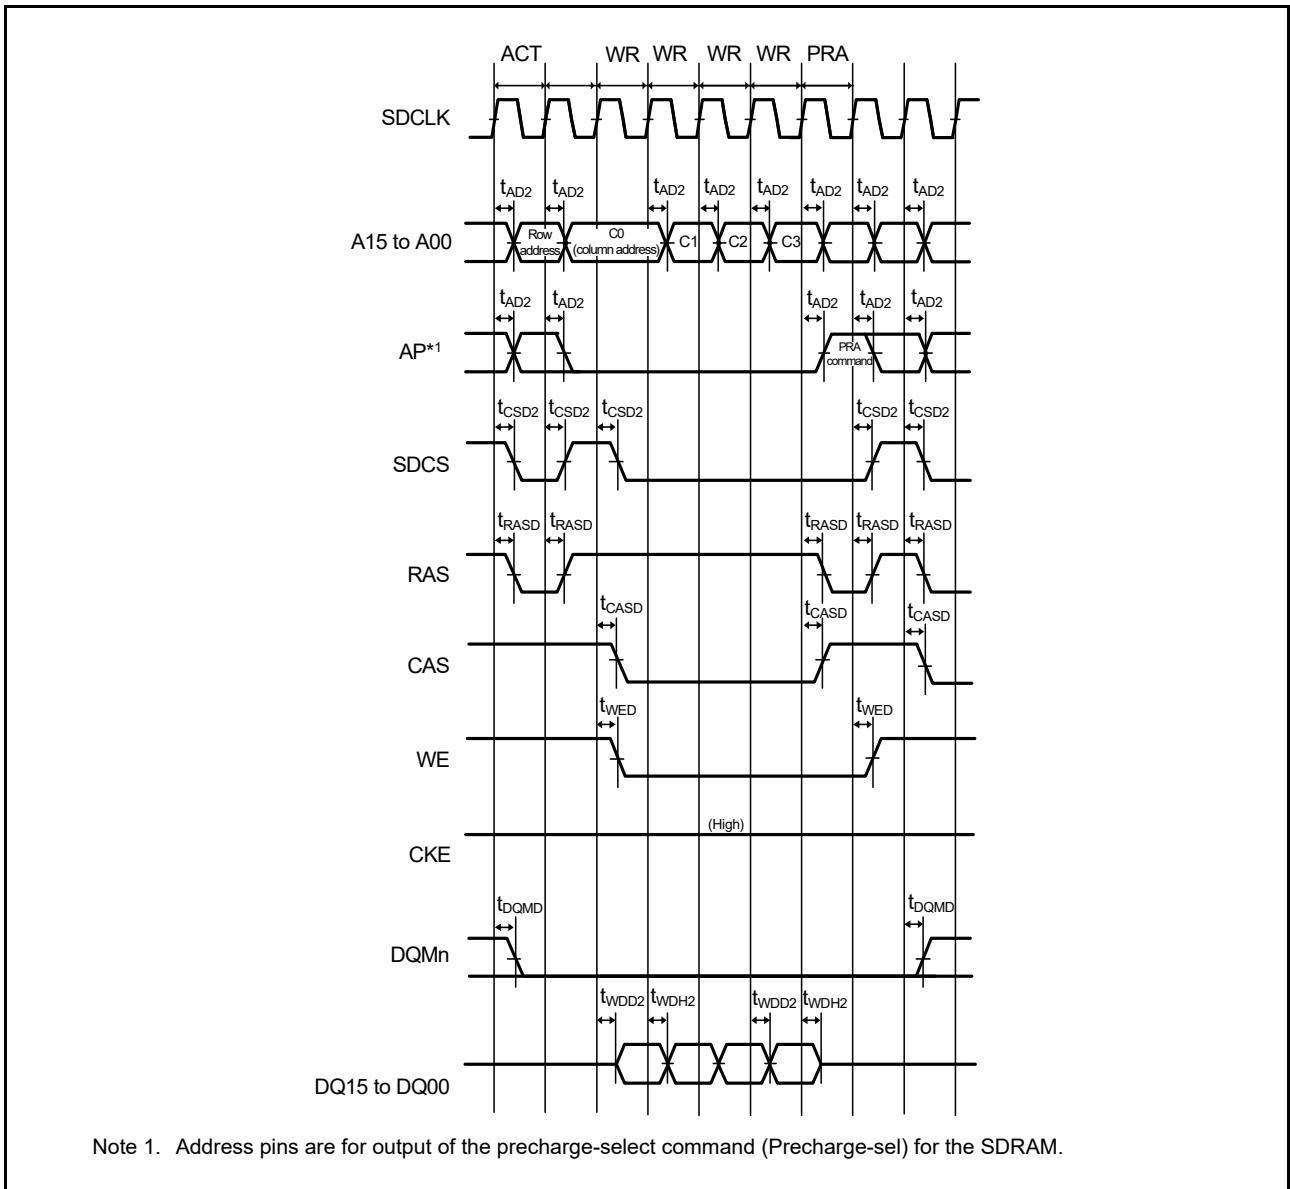 ACT WR WR WR WR PRA
SDCLK
tAD2 tAD2 tAD2 tAD2 tAD2 tAD2 tAD2 tAD2
A15 to A00
Row address
C0 (column address)
C1 C2 C3
tAD2 tAD2 tAD2 tAD2 tAD2
AP*1
PRA command
tCSD2 tCSD2 tCSD2 tCSD2 tCSD2
SDCS
tRASD tRASD tRASD tRASD tRASD
RAS
tCASD tCASD tCASD
CAS
tWED tWED
WE
(High)
CKE
tDQMD tDQMD
DQMn
tWDD2 tWDH2 tWDD2 tWDH2
DQ15 to DQ00
Note 1. Address pins are for output of the precharge-select command (Precharge-sel) for the SDRAM.